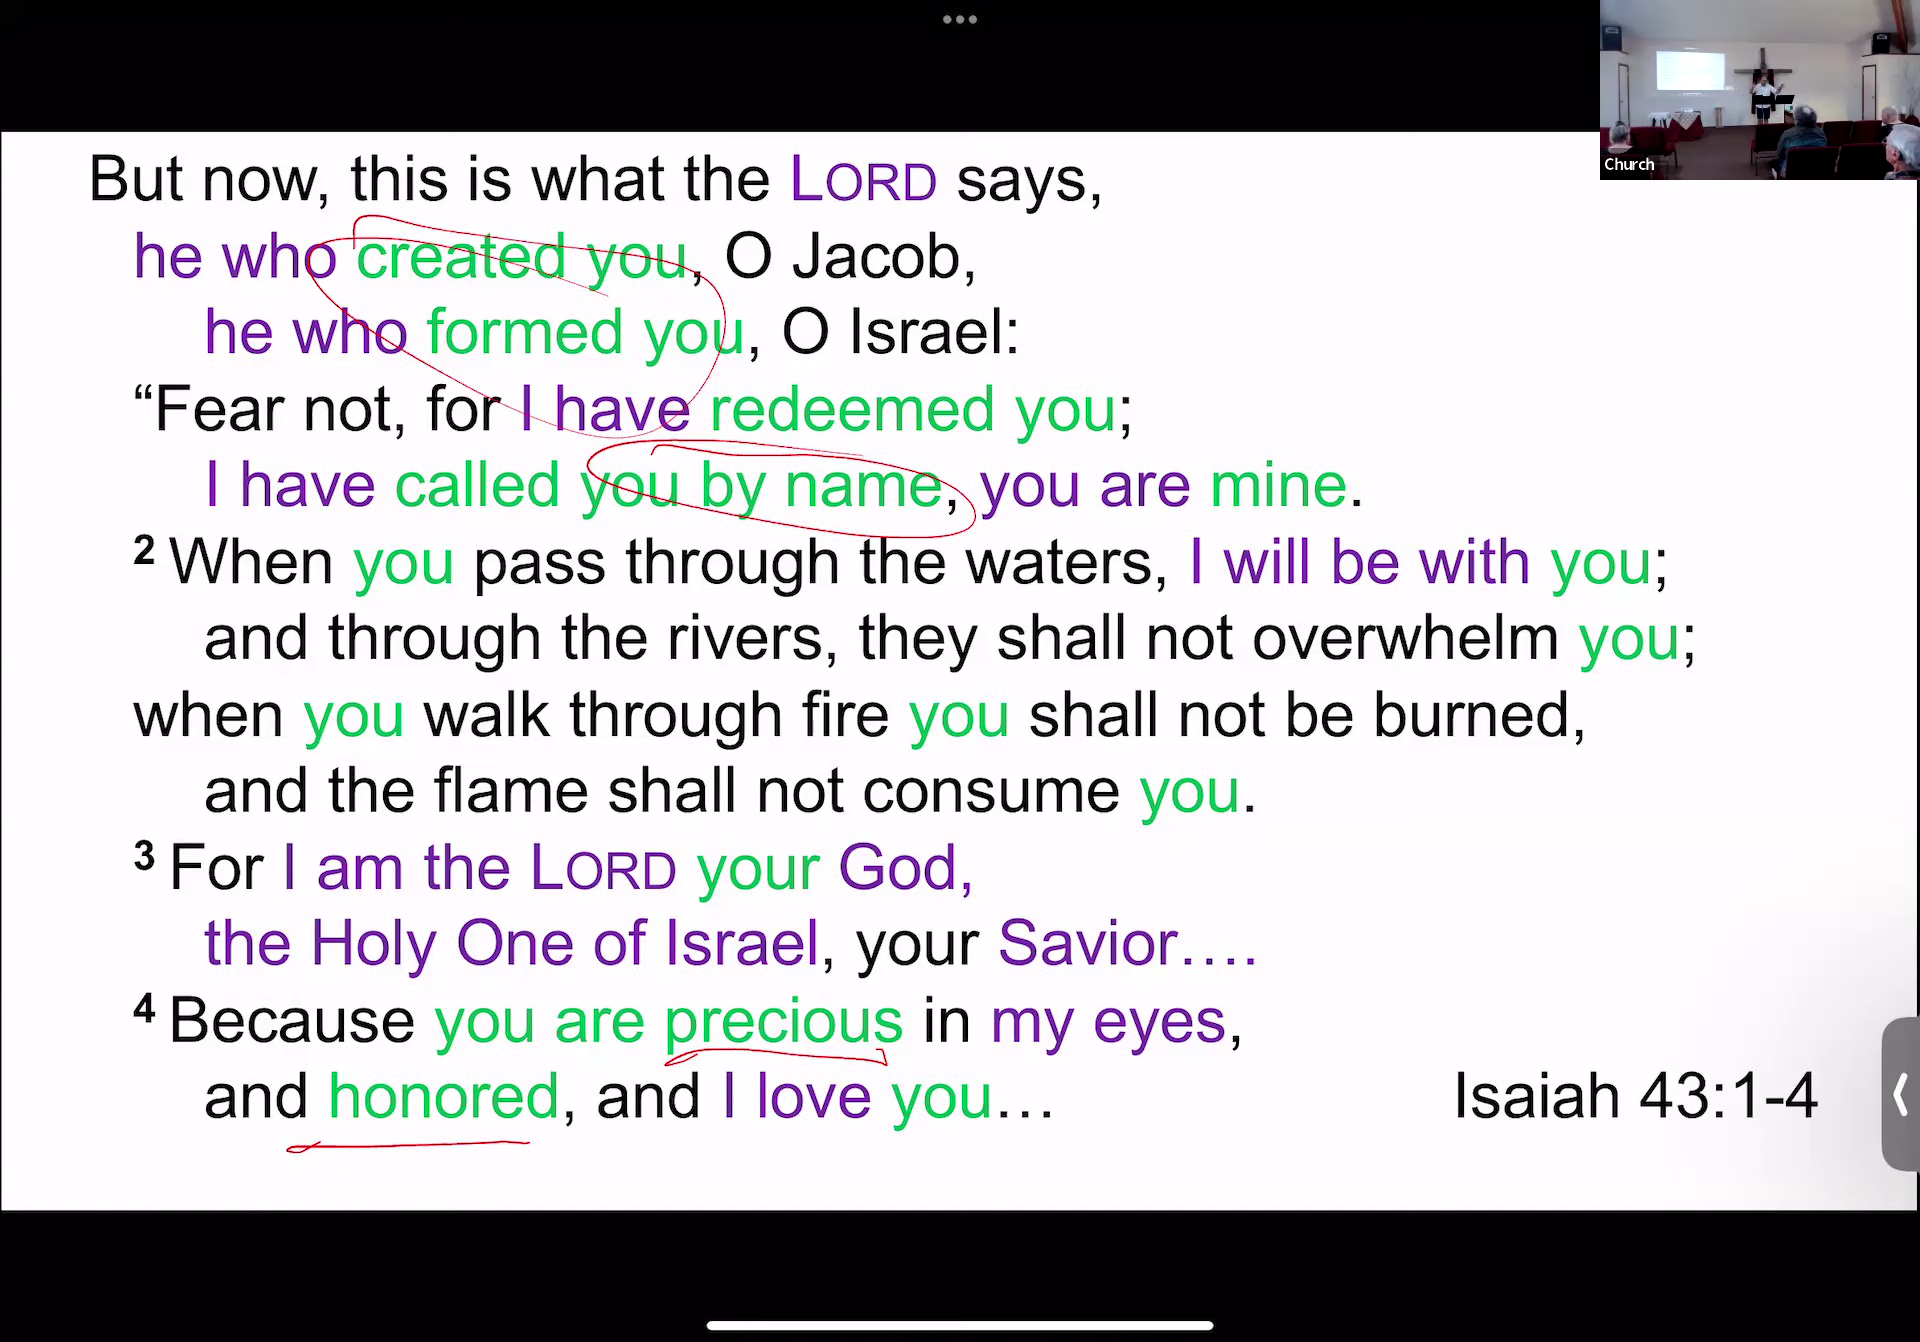 Church
But now, this is what the LORD says,
he who created you, O Jacob,
he who formed you, O Israel:
“Fear not, for I have redeemed you;
I have called you by name, you are mine.
2 When you pass through the waters, I will be with you;
and through the rivers, they shall not overwhelm you;
when you walk through fire you shall not be burned,
and the flame shall not consume you.
3 For I am the LORD your God,
the Holy One of Israel, your Savior….
4 Because you are precious in my eyes,
and honored, and I love you…
Isaiah 43:1-4